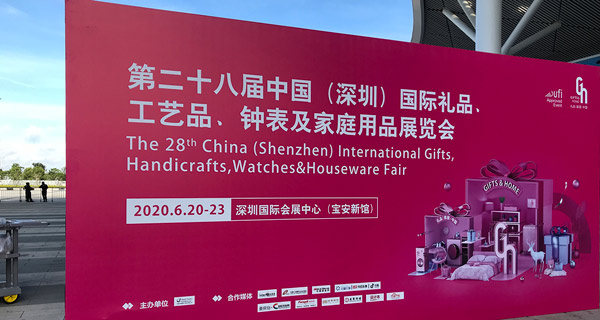 第二十八届中国（深圳）国际礼品、
工艺品、钟表及家庭用品展览会
The 28th China (Shenzhen) International Gifts,
Handicrafts,Watches&Houseware Fair
2020.6.20-23 深圳国际会展中心（宝安新馆）
ufi
Approved
Event
GIFTS & HOME
主办单位
合作媒体